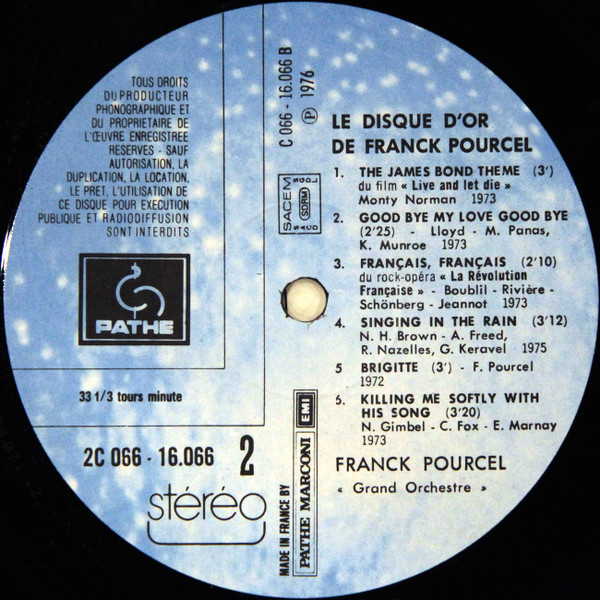 TOUS DROITS
DU PRODUCTEUR
PHONOGRAPHIQUE ET
DU PROPRIETAIRE DE
L'ŒUVRE ENREGISTREE
RESERVES - SAUF
AUTORISATION, LA
DUPLICATION, LA LOCATION,
LE PRET, L'UTILISATION DE
CE DISQUE POUR EXECUTION
PUBLIQUE ET RADIODIFFUSION
SONT INTERDITS
PATHE
33 1/3 tours minute
2C 066 - 16.066 2
stéréo
C 066 - 16.066 B
Ⓟ 1976
SACEM
SDRM
SACD
MADE IN FRANCE BY
PATHE MARCONI
EMI
LE DISQUE D'OR
DE FRANCK POURCEL
1. THE JAMES BOND THEME (3')
du film « Live and let die »
Monty Norman 1973
2. GOOD BYE MY LOVE GOOD BYE
(2'25) - Lloyd - M. Panas,
K. Munroe 1973
3. FRANÇAIS, FRANÇAIS (2'10)
du rock-opéra « La Révolution
Française » - Boublil - Rivière -
Schönberg - Jeannot 1973
4. SINGING IN THE RAIN (3'12)
N. H. Brown - A. Freed,
R. Nazelles, G. Keravel 1975
5 BRIGITTE (3') - F. Pourcel
1972
6. KILLING ME SOFTLY WITH
HIS SONG (3'20)
N. Gimbel - C. Fox - E. Marnay
1973
FRANCK POURCEL
« Grand Orchestre »